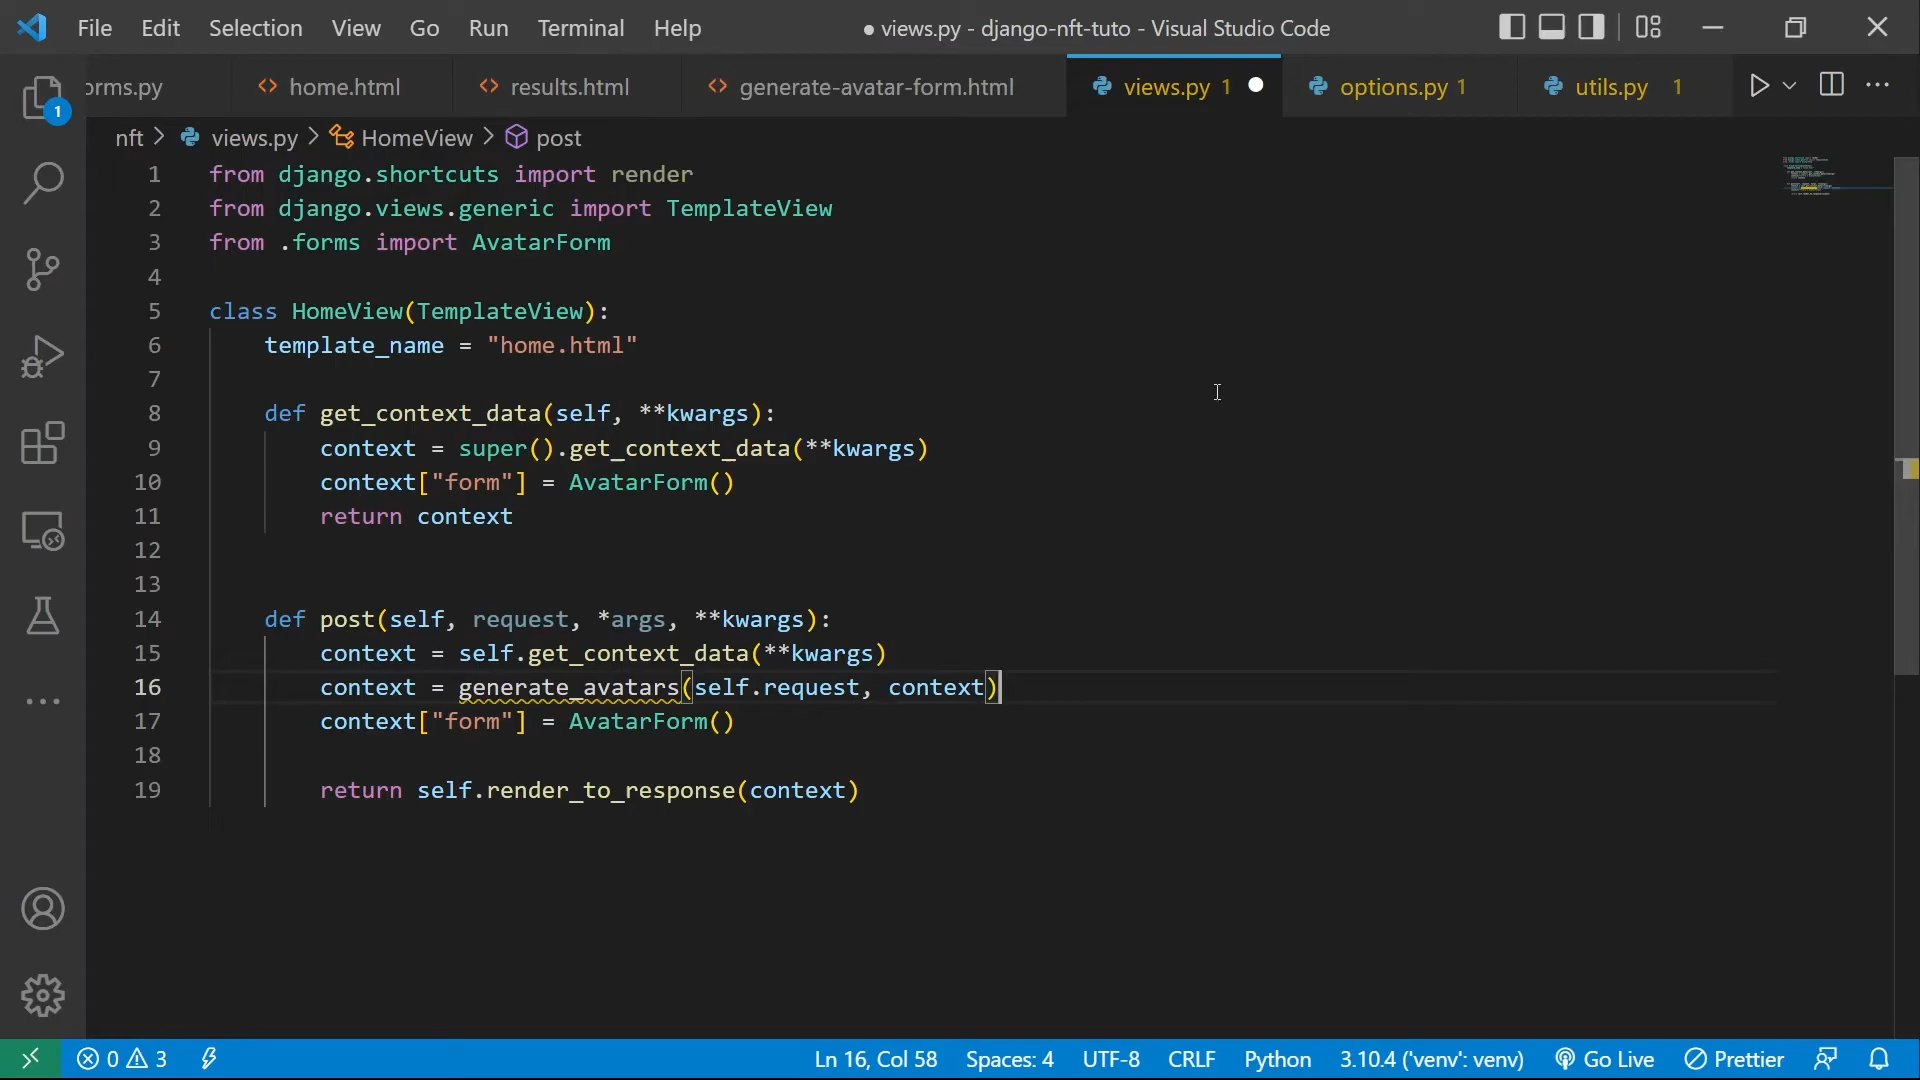 File Edit Selection View Go Run Terminal Help ● views.py - django-nft-tuto - Visual Studio Code
orms.py home.html results.html generate-avatar-form.html views.py 1 options.py 1 utils.py 1
1
nft > views.py > HomeView > post
1 from django.shortcuts import render
2 from django.views.generic import TemplateView
3 from .forms import AvatarForm
4
5 class HomeView(TemplateView):
6 template_name = "home.html"
7
8 def get_context_data(self, **kwargs):
9 context = super().get_context_data(**kwargs)
10 context["form"] = AvatarForm()
11 return context
12
13
14 def post(self, request, *args, **kwargs):
15 context = self.get_context_data(**kwargs)
16 context = generate_avatars(self.request, context)
17 context["form"] = AvatarForm()
18
19 return self.render_to_response(context)
0 3 Ln 16, Col 58 Spaces: 4 UTF-8 CRLF Python 3.10.4 ('venv': venv) Go Live Prettier